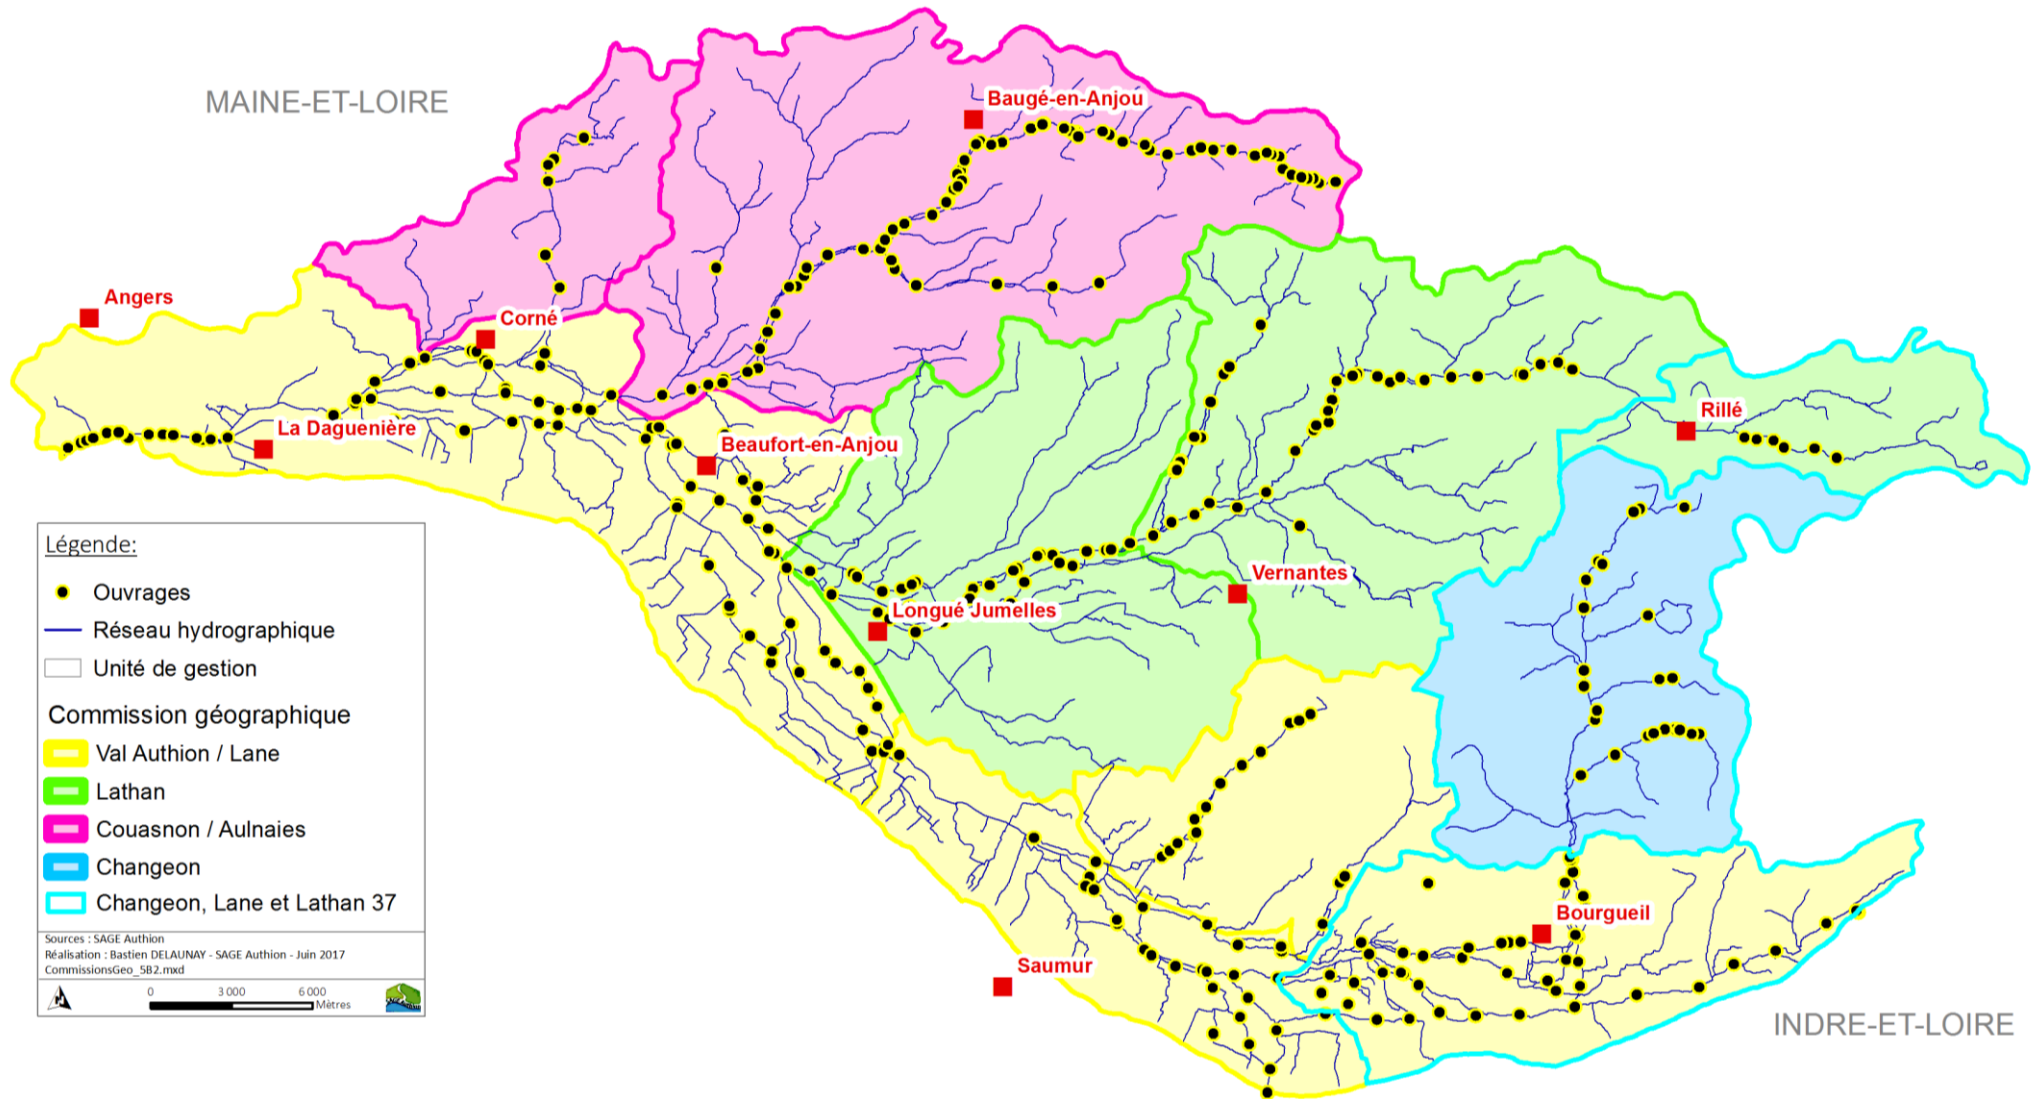 MAINE-ET-LOIRE
Baugé-en-Anjou
Angers
Corné
Rillé
La Daguenière
Beaufort-en-Anjou
Vernantes
Longué Jumelles
Bourgueil
Saumur
INDRE-ET-LOIRE
Légende:
Ouvrages
Réseau hydrographique
Unité de gestion
Commission géographique
Val Authion / Lane
Lathan
Couasnon / Aulnaies
Changeon
Changeon, Lane et Lathan 37
Sources : SAGE Authion
Réalisation : Bastien DELAUNAY - SAGE Authion - Juin 2017
CommissionsGeo_5B2.mxd
0 3 000 6 000
Mètres